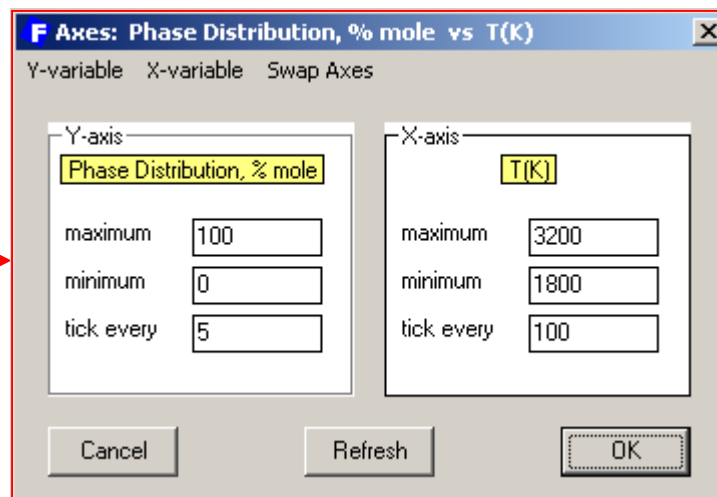 F Axes: Phase Distribution, % mole vs T(K)
Y-variable X-variable Swap Axes
Y-axis
Phase Distribution, % mole
maximum 100
minimum 0
tick every 5
X-axis
T(K)
maximum 3200
minimum 1800
tick every 100
Cancel Refresh OK